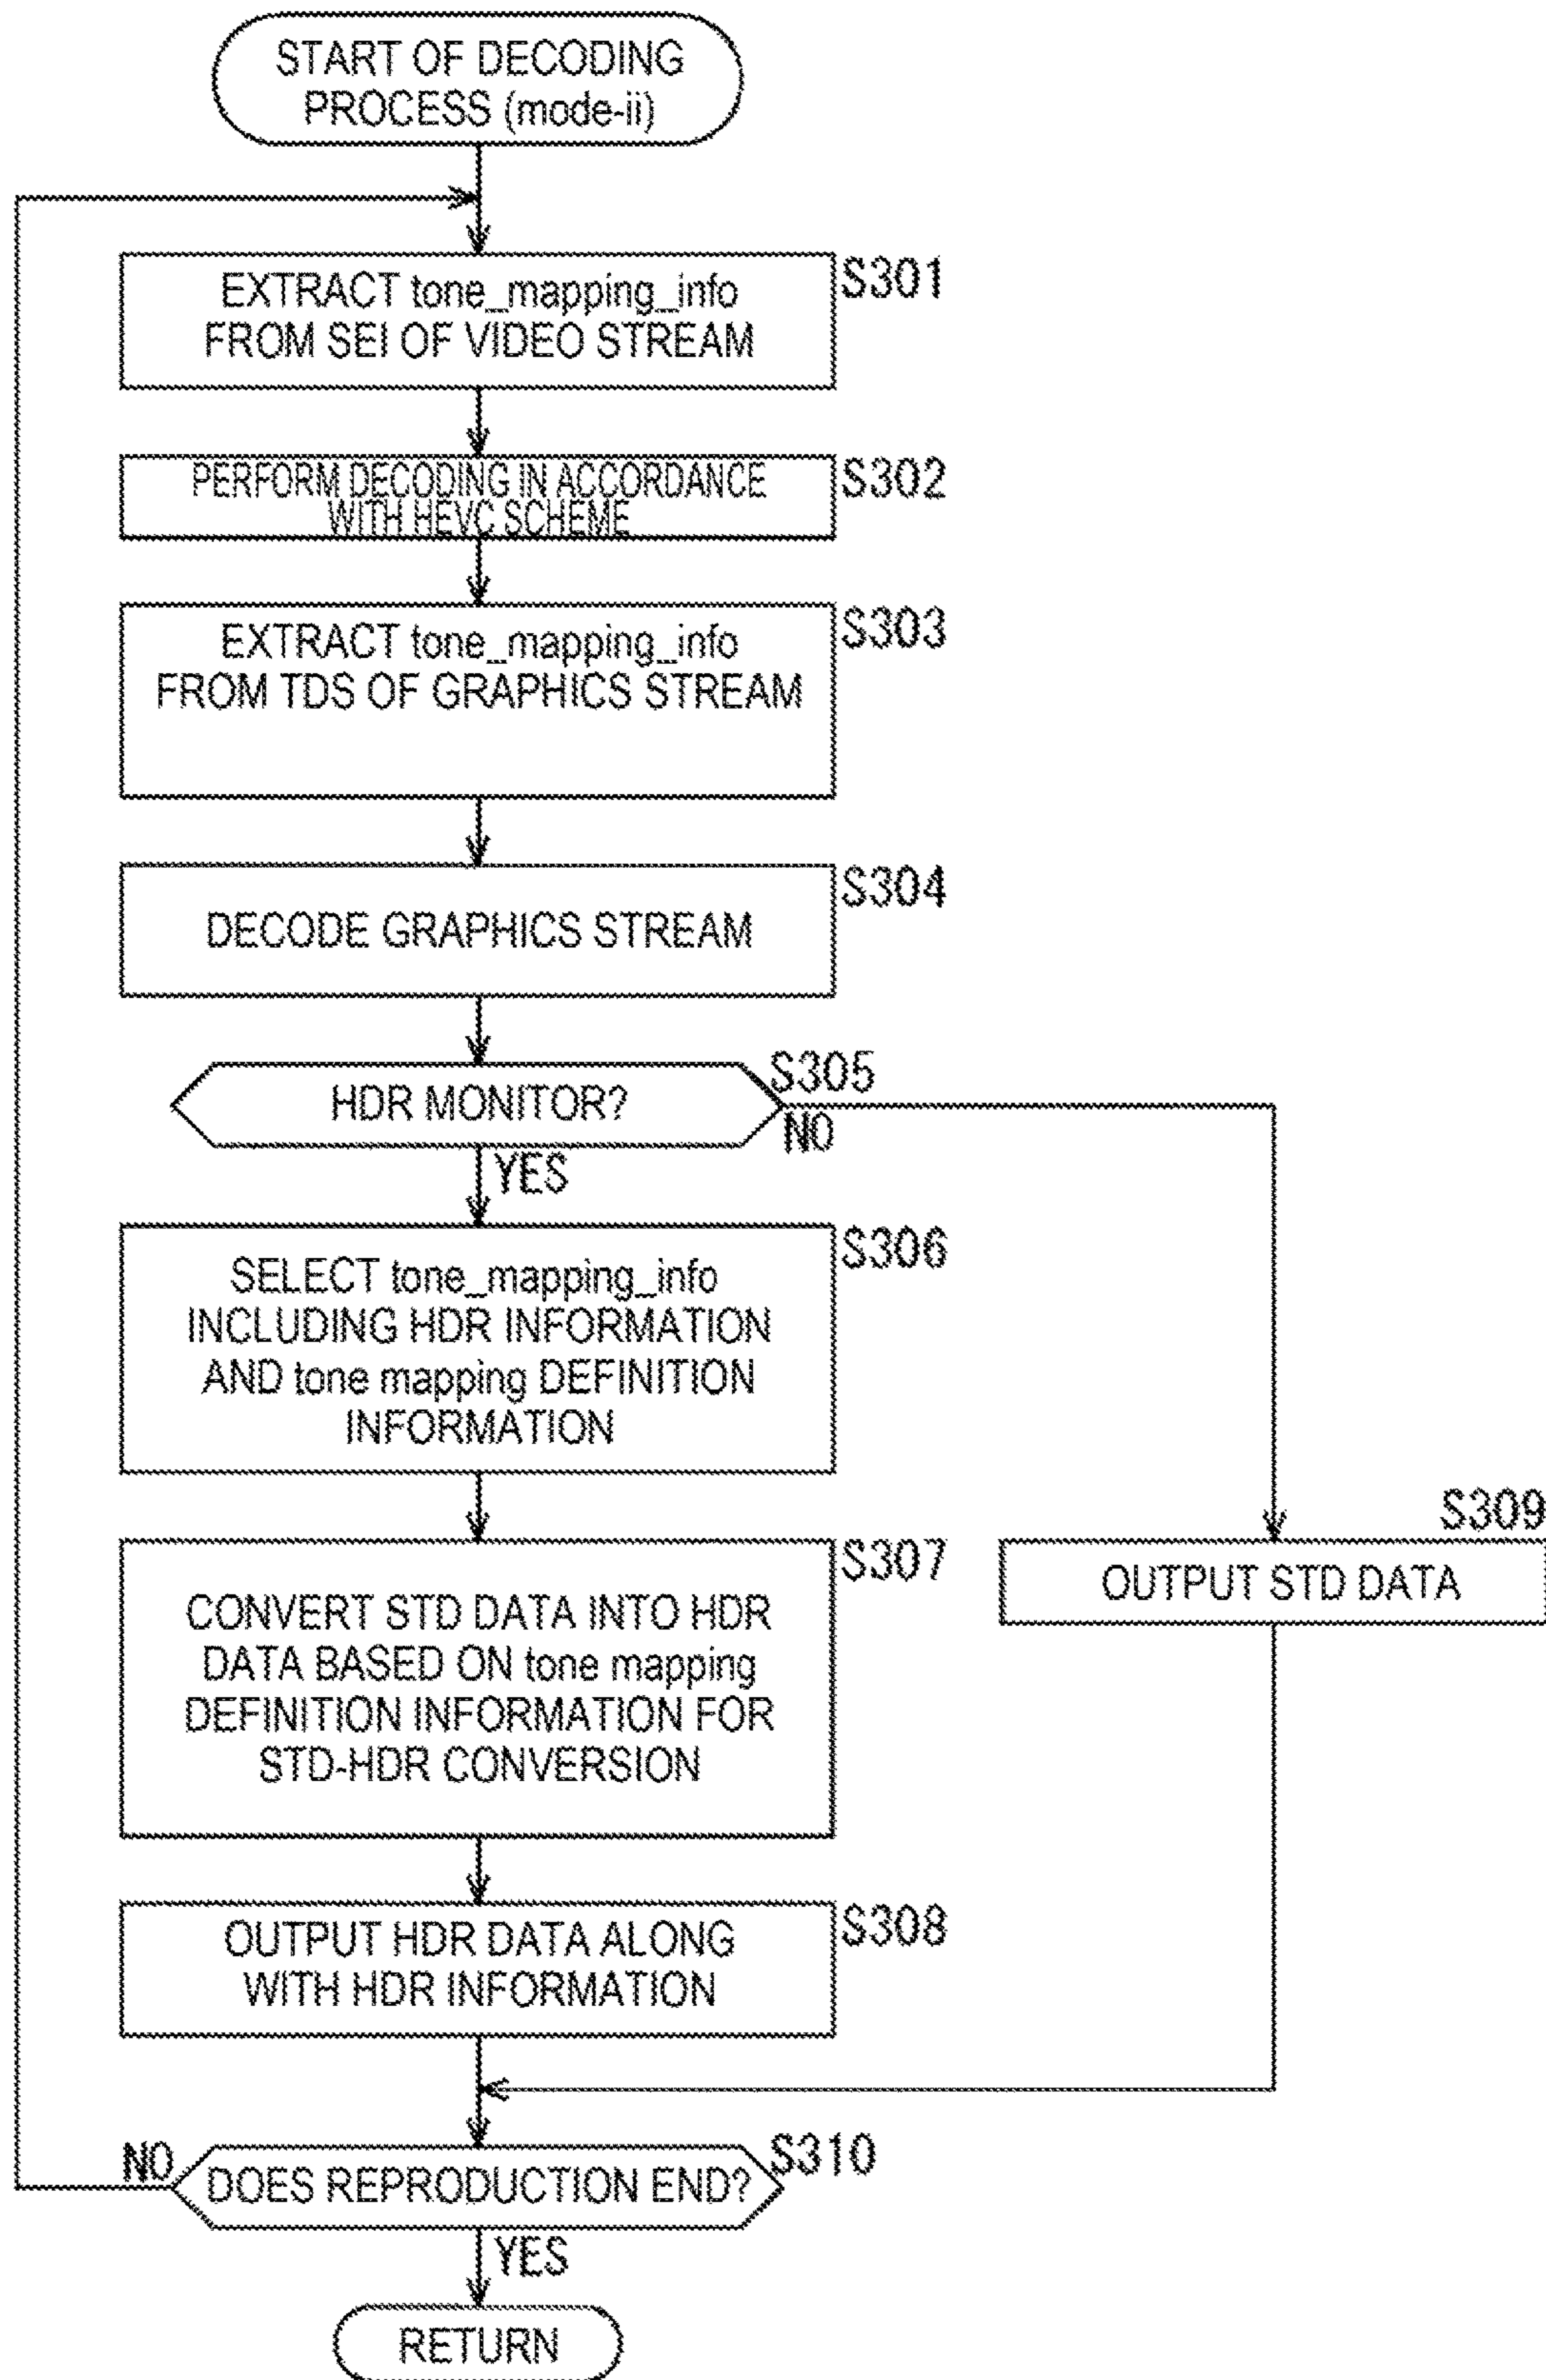 START OF DECODING
PROCESS (mode-ii)
S301
EXTRACT tone_mapping_info
FROM SEI OF VIDEO STREAM
S302
PERFORM DECODING IN ACCORDANCE
WITH HEVC SCHEME
S303
EXTRACT tone_mapping_info
FROM TDS OF GRAPHICS STREAM
S304
DECODE GRAPHICS STREAM
S305
HDR MONITOR?
NO
YES
S306
SELECT tone_mapping_info
INCLUDING HDR INFORMATION
AND tone mapping DEFINITION
INFORMATION
S307
CONVERT STD DATA INTO HDR
DATA BASED ON tone mapping
DEFINITION INFORMATION FOR
STD-HDR CONVERSION
S309
OUTPUT STD DATA
S308
OUTPUT HDR DATA ALONG
WITH HDR INFORMATION
S310
NO
DOES REPRODUCTION END?
YES
RETURN